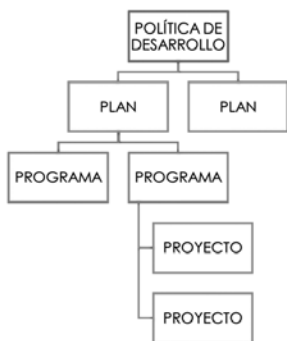 POLÍTICA DE
DESARROLLO
PLAN
PLAN
PROGRAMA
PROGRAMA
PROYECTO
PROYECTO